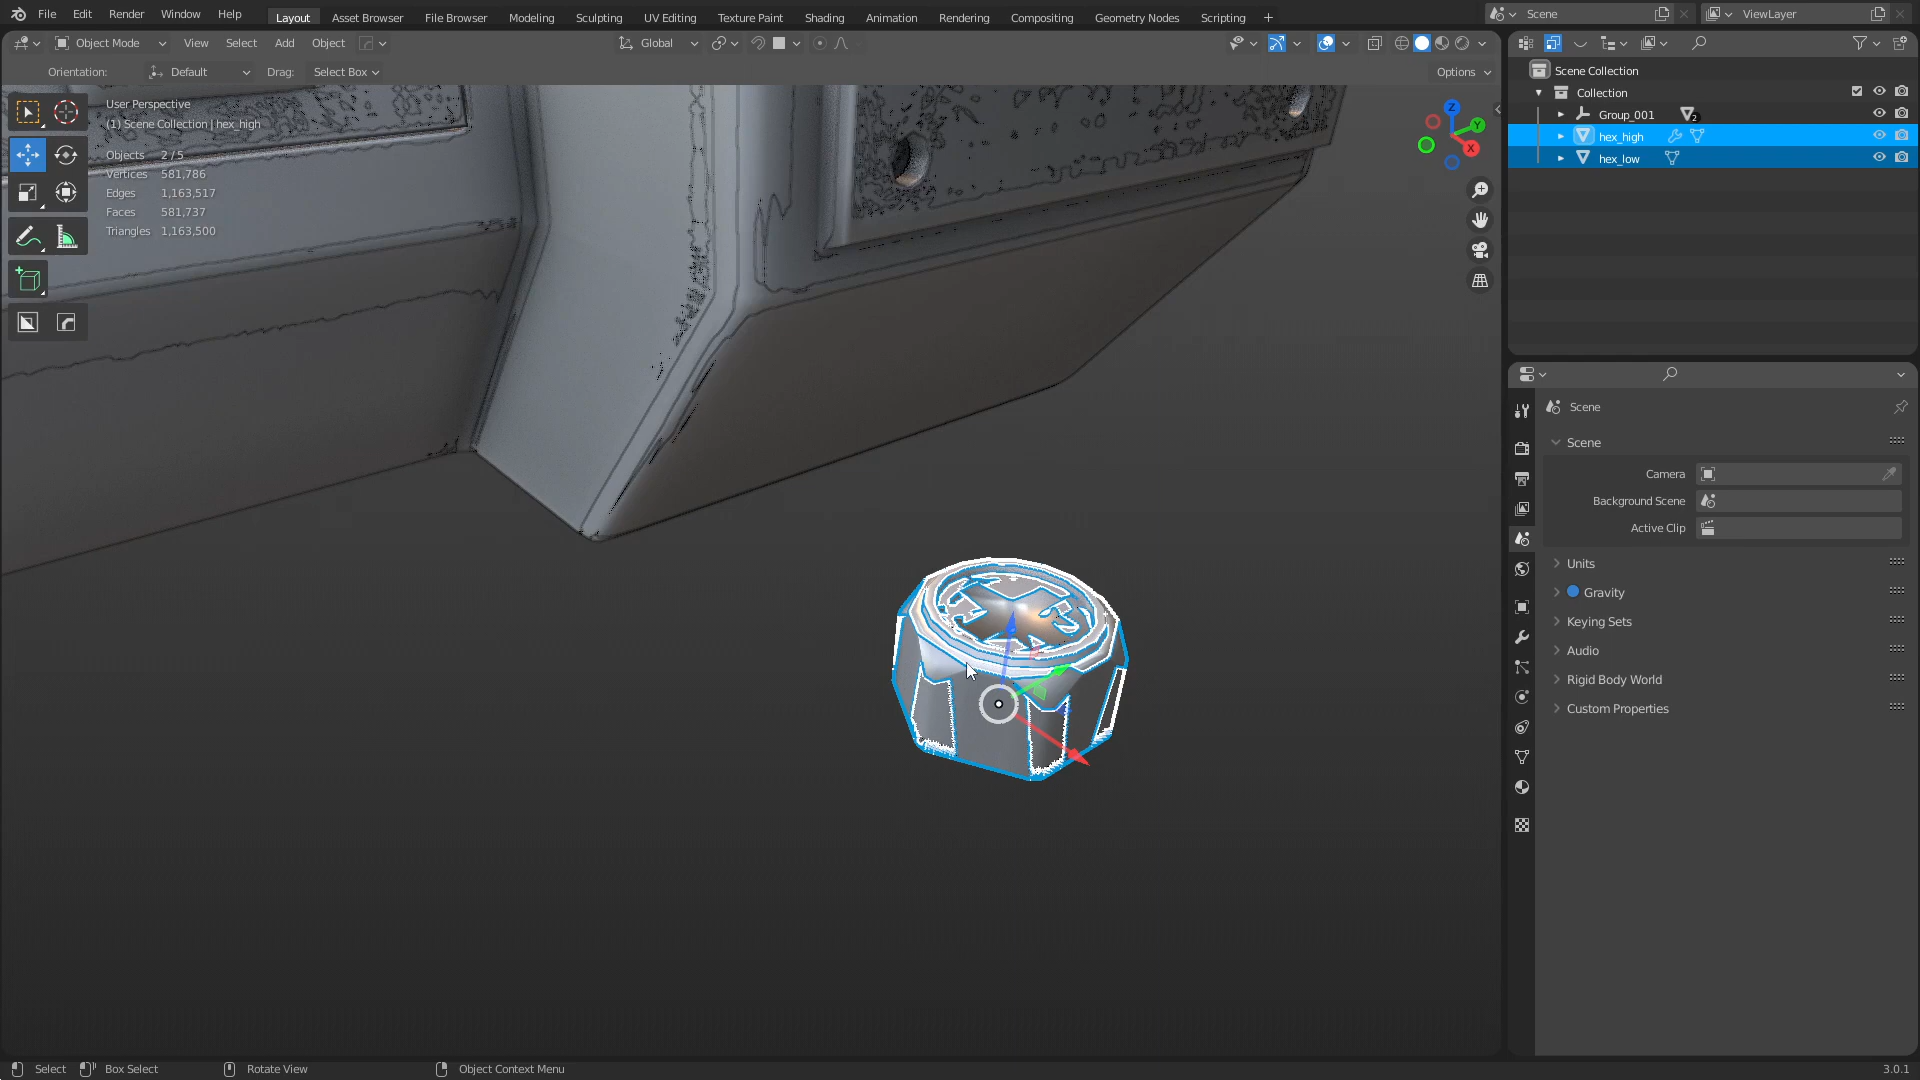 File Edit Render Window Help Layout Asset Browser File Browser Modeling Sculpting UV Editing Texture Paint Shading Animation Rendering Compositing Geometry Nodes Scripting + Scene ViewLayer
Object Mode View Select Add Object Global
Orientation: Default Drag: Select Box Options
User Perspective
(1) Scene Collection | hex_high
Objects 2 / 5
Vertices 581,786
Edges 1,163,517
Faces 581,737
Triangles 1,163,500
Z
Y
X
Scene Collection
Collection
Group_001 2
hex_high
hex_low
Scene
Scene
Camera
Background Scene
Active Clip
Units
Gravity
Keying Sets
Audio
Rigid Body World
Custom Properties
Select Box Select Rotate View Object Context Menu 3.0.1